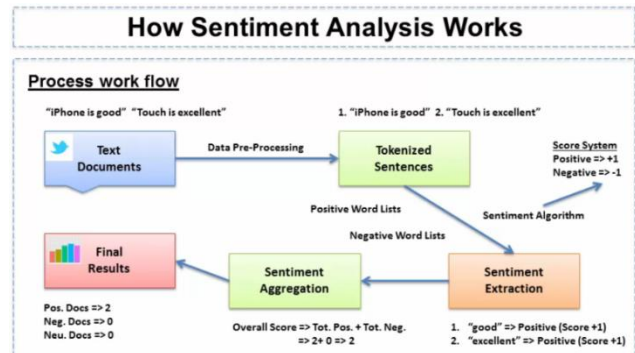 How Sentiment Analysis Works
Process work flow
“iPhone is good” “Touch is excellent”
1. “iPhone is good” 2. “Touch is excellent”
Text
Documents
Data Pre-Processing
Tokenized
Sentences
Score System
Positive => +1
Negative => -1
Positive Word Lists
Sentiment Algorithm
Negative Word Lists
Final
Results
Sentiment
Aggregation
Sentiment
Extraction
Pos. Docs => 2
Neg. Docs => 0
Neu. Docs => 0
Overall Score => Tot. Pos. + Tot. Neg.
=> 2+ 0 => 2
1. “good” => Positive (Score +1)
2. “excellent” => Positive (Score +1)